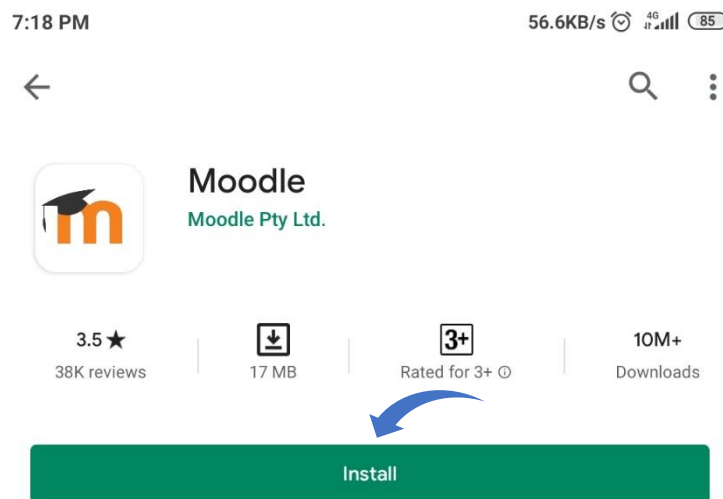 7:18 PM 56.6KB/s 4G 85
Moodle
m
Moodle Pty Ltd.
3.5★ 3+ 10M+
38K reviews 17 MB Rated for 3+ Downloads
Install